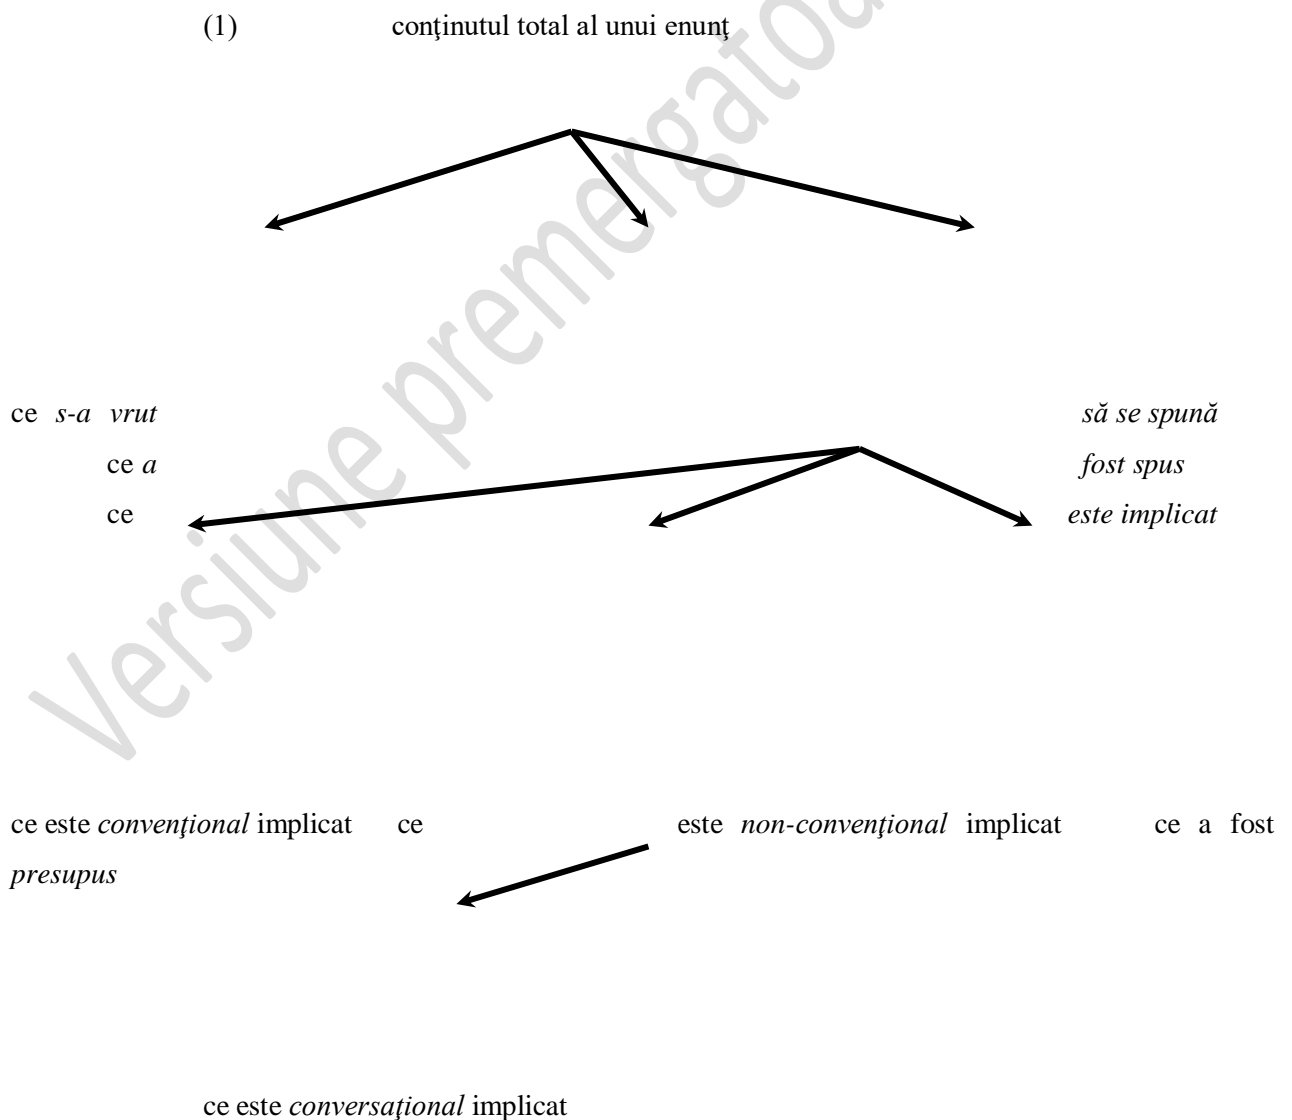 (1) conţinutul total al unui enunţ
ce s-a vrut să se spună
ce a fost spus
ce este implicat
ce este convenţional implicat ce este non-convenţional implicat ce a fost
presupus
ce este conversaţional implicat
Versiune premergatoa